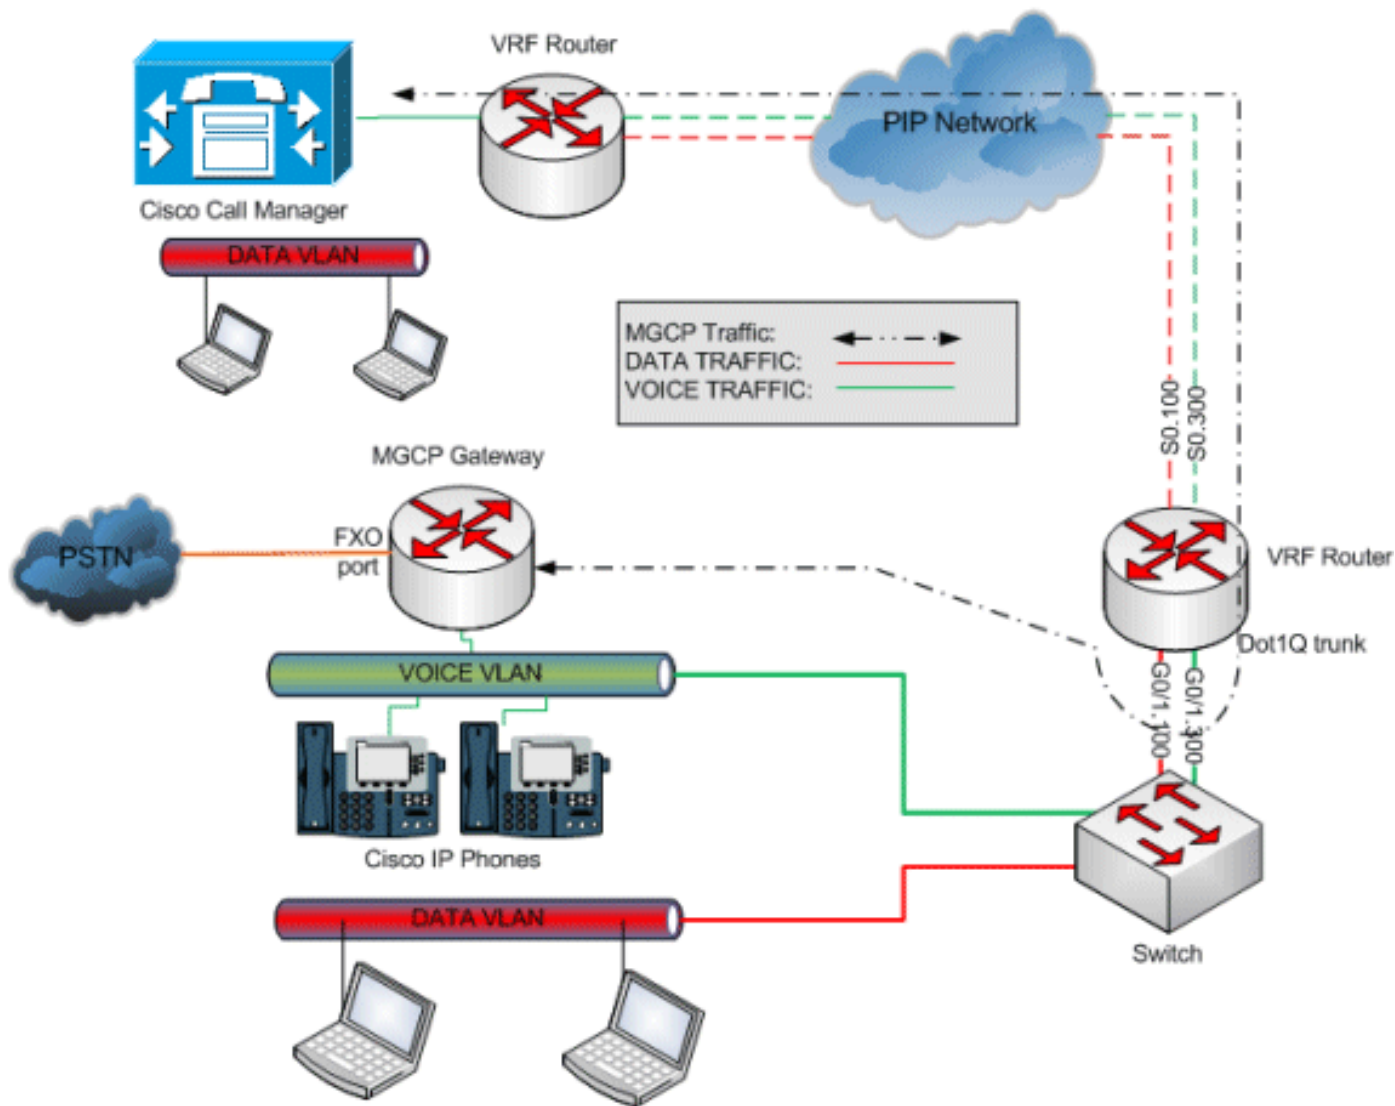 VRF Router
PIP Network
Cisco Call Manager
DATA VLAN
MGCP Traffic:
DATA TRAFFIC:
VOICE TRAFFIC:
S0.100
S0.300
MGCP Gateway
PSTN
FXO
port
VRF Router
Dot1Q trunk
G0/1.100
G0/1.300
VOICE VLAN
Cisco IP Phones
DATA VLAN
Switch